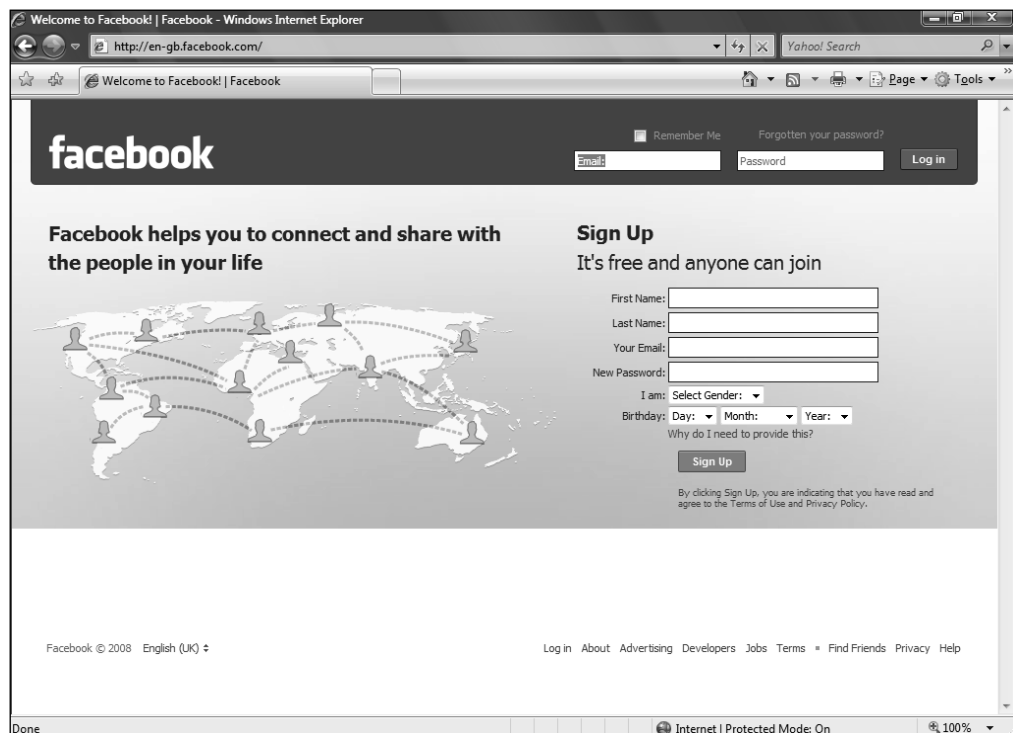 Welcome to Facebook! | Facebook - Windows Internet Explorer
http://en-gb.facebook.com/
Yahoo! Search
Welcome to Facebook! | Facebook
Page
Tools
»
facebook
Remember Me
Forgotten your password?
Email:
Password
Log in
Facebook helps you to connect and share with
the people in your life
Sign Up
It's free and anyone can join
First Name:
Last Name:
Your Email:
New Password:
I am: Select Gender:
Birthday: Day: Month: Year:
Why do I need to provide this?
Sign Up
By clicking Sign Up, you are indicating that you have read and
agree to the Terms of Use and Privacy Policy.
Facebook © 2008 English (UK)
Log in About Advertising Developers Jobs Terms ▪ Find Friends Privacy Help
Done
Internet | Protected Mode: On
100%